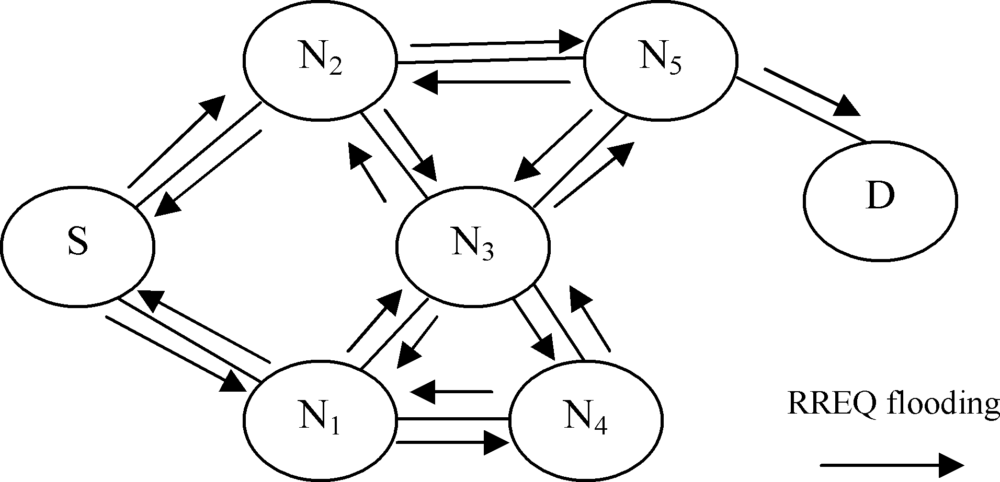 N2
N5
D
S
N3
N1
N4
RREQ flooding